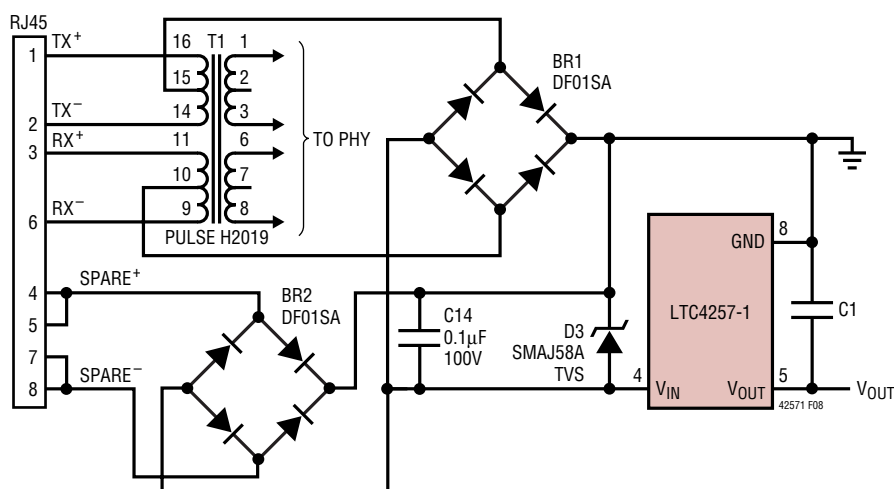 RJ45
1
TX+
2
TX−
3
RX+
6
RX−
4
SPARE+
5
7
8
SPARE−
16
T1
1
15
2
14
3
11
6
10
7
9
8
PULSE H2019
TO PHY
BR1
DF01SA
BR2
DF01SA
C14
0.1µF
100V
D3
SMAJ58A
TVS
GND
8
LTC4257-1
C1
4
VIN
VOUT
5
VOUT
42571 F08